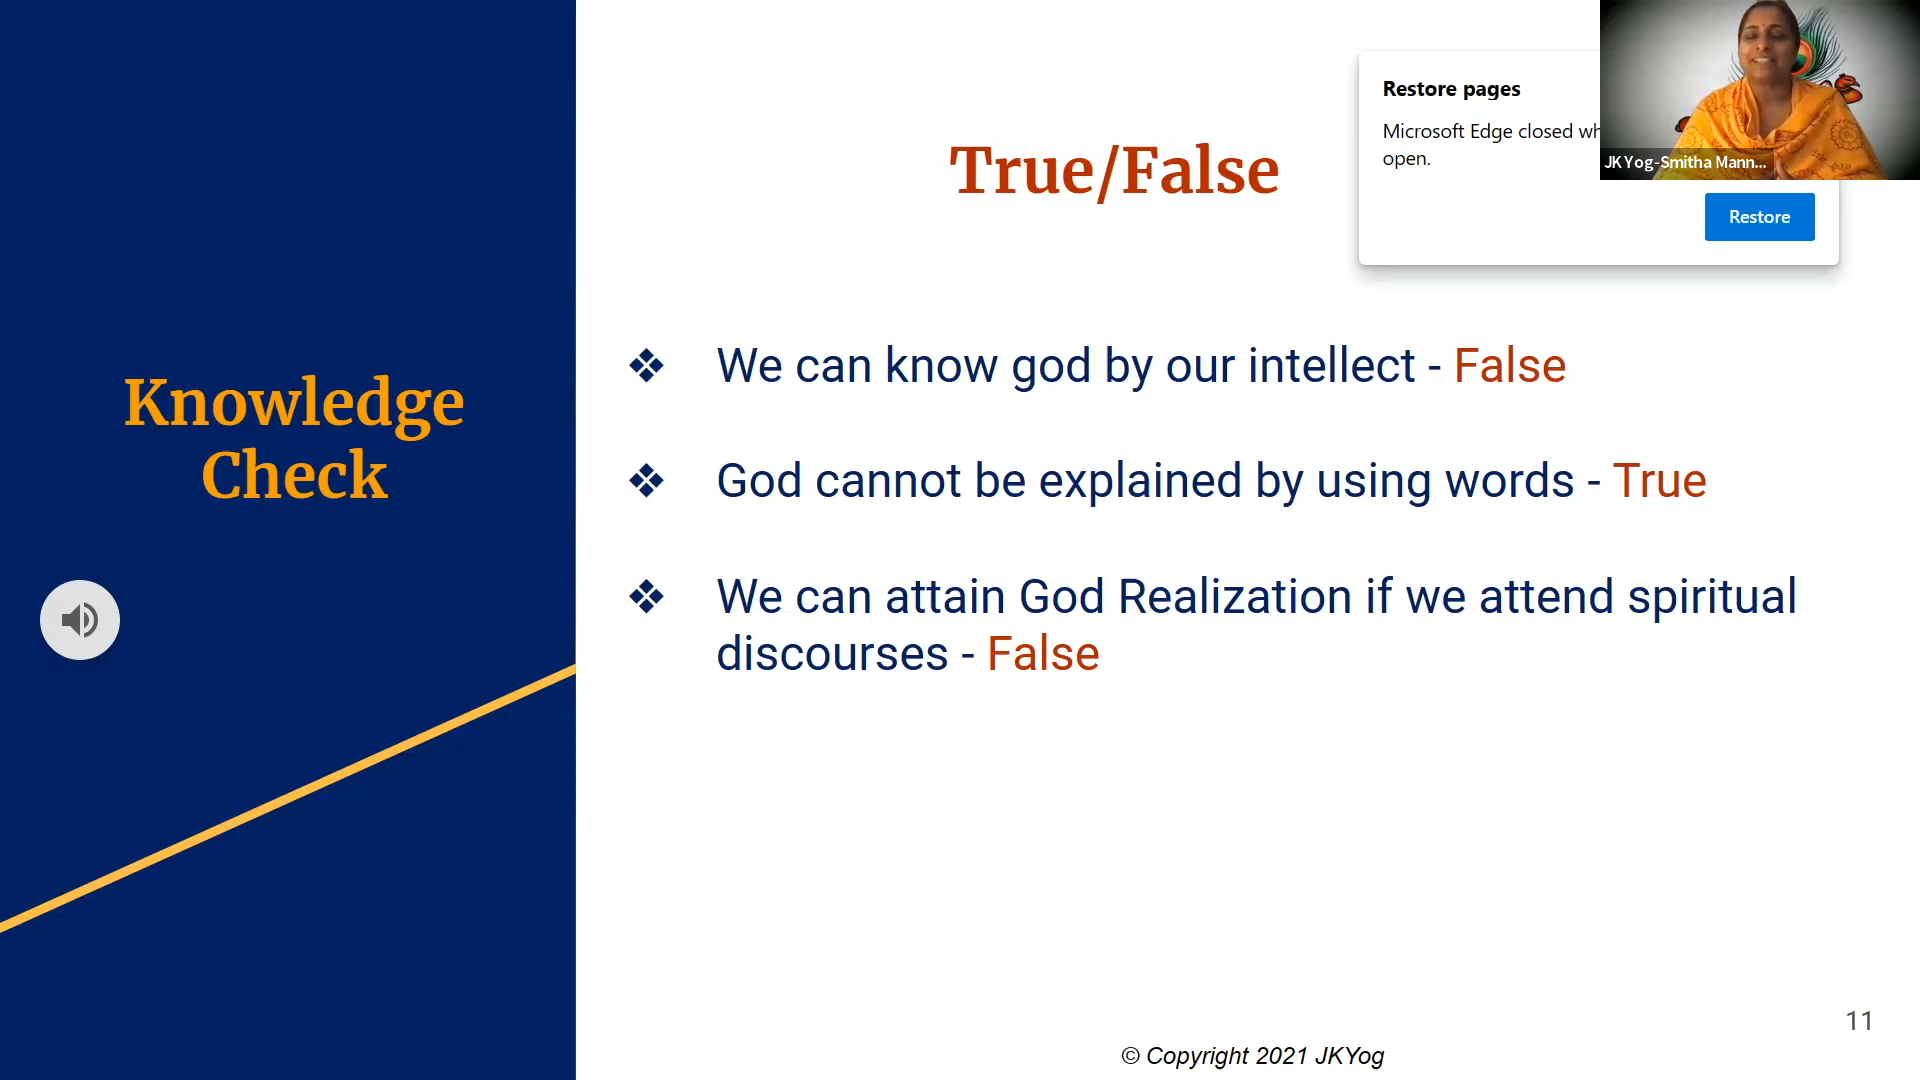 True/False
Restore pages
Microsoft Edge closed wh
open.
JK Yog-Smitha Mann...
Restore
Knowledge
Check
❖ We can know god by our intellect - False
❖ God cannot be explained by using words - True
❖ We can attain God Realization if we attend spiritual
discourses - False
11
© Copyright 2021 JKYog